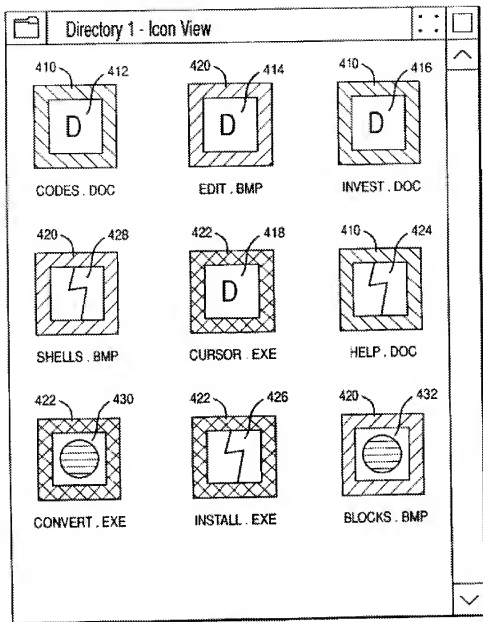 Directory 1 - Icon View
410 412 420 414 410 416
D D D
CODES . DOC EDIT . BMP INVEST . DOC
420 428 422 418 410 424
D
SHELLS . BMP CURSOR . EXE HELP . DOC
422 430 422 426 420 432
CONVERT . EXE INSTALL . EXE BLOCKS . BMP